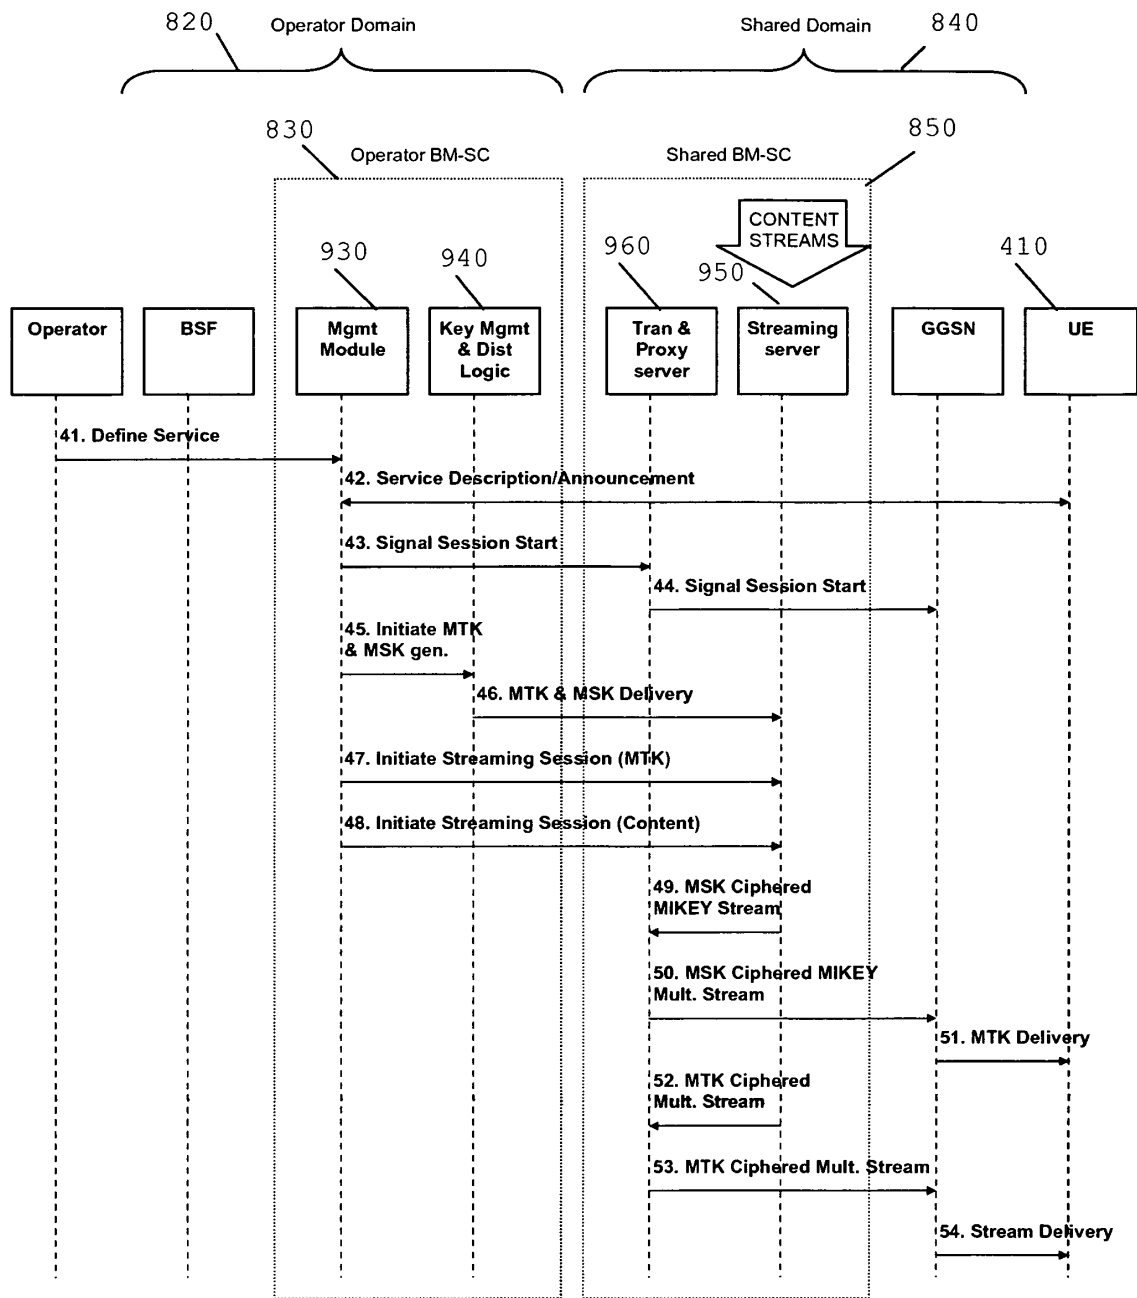 820
Operator Domain
Shared Domain
840
830
850
Operator BM-SC
Shared BM-SC
CONTENT
STREAMS
930
940
960
950
410
Operator
BSF
Mgmt
Module
Key Mgmt
& Dist
Logic
Tran &
Proxy
server
Streaming
server
GGSN
UE
41. Define Service
42. Service Description/Announcement
43. Signal Session Start
44. Signal Session Start
45. Initiate MTK
& MSK gen.
46. MTK & MSK Delivery
47. Initiate Streaming Session (MTK)
48. Initiate Streaming Session (Content)
49. MSK Ciphered
MIKEY Stream
50. MSK Ciphered MIKEY
Mult. Stream
51. MTK Delivery
52. MTK Ciphered
Mult. Stream
53. MTK Ciphered Mult. Stream
54. Stream Delivery